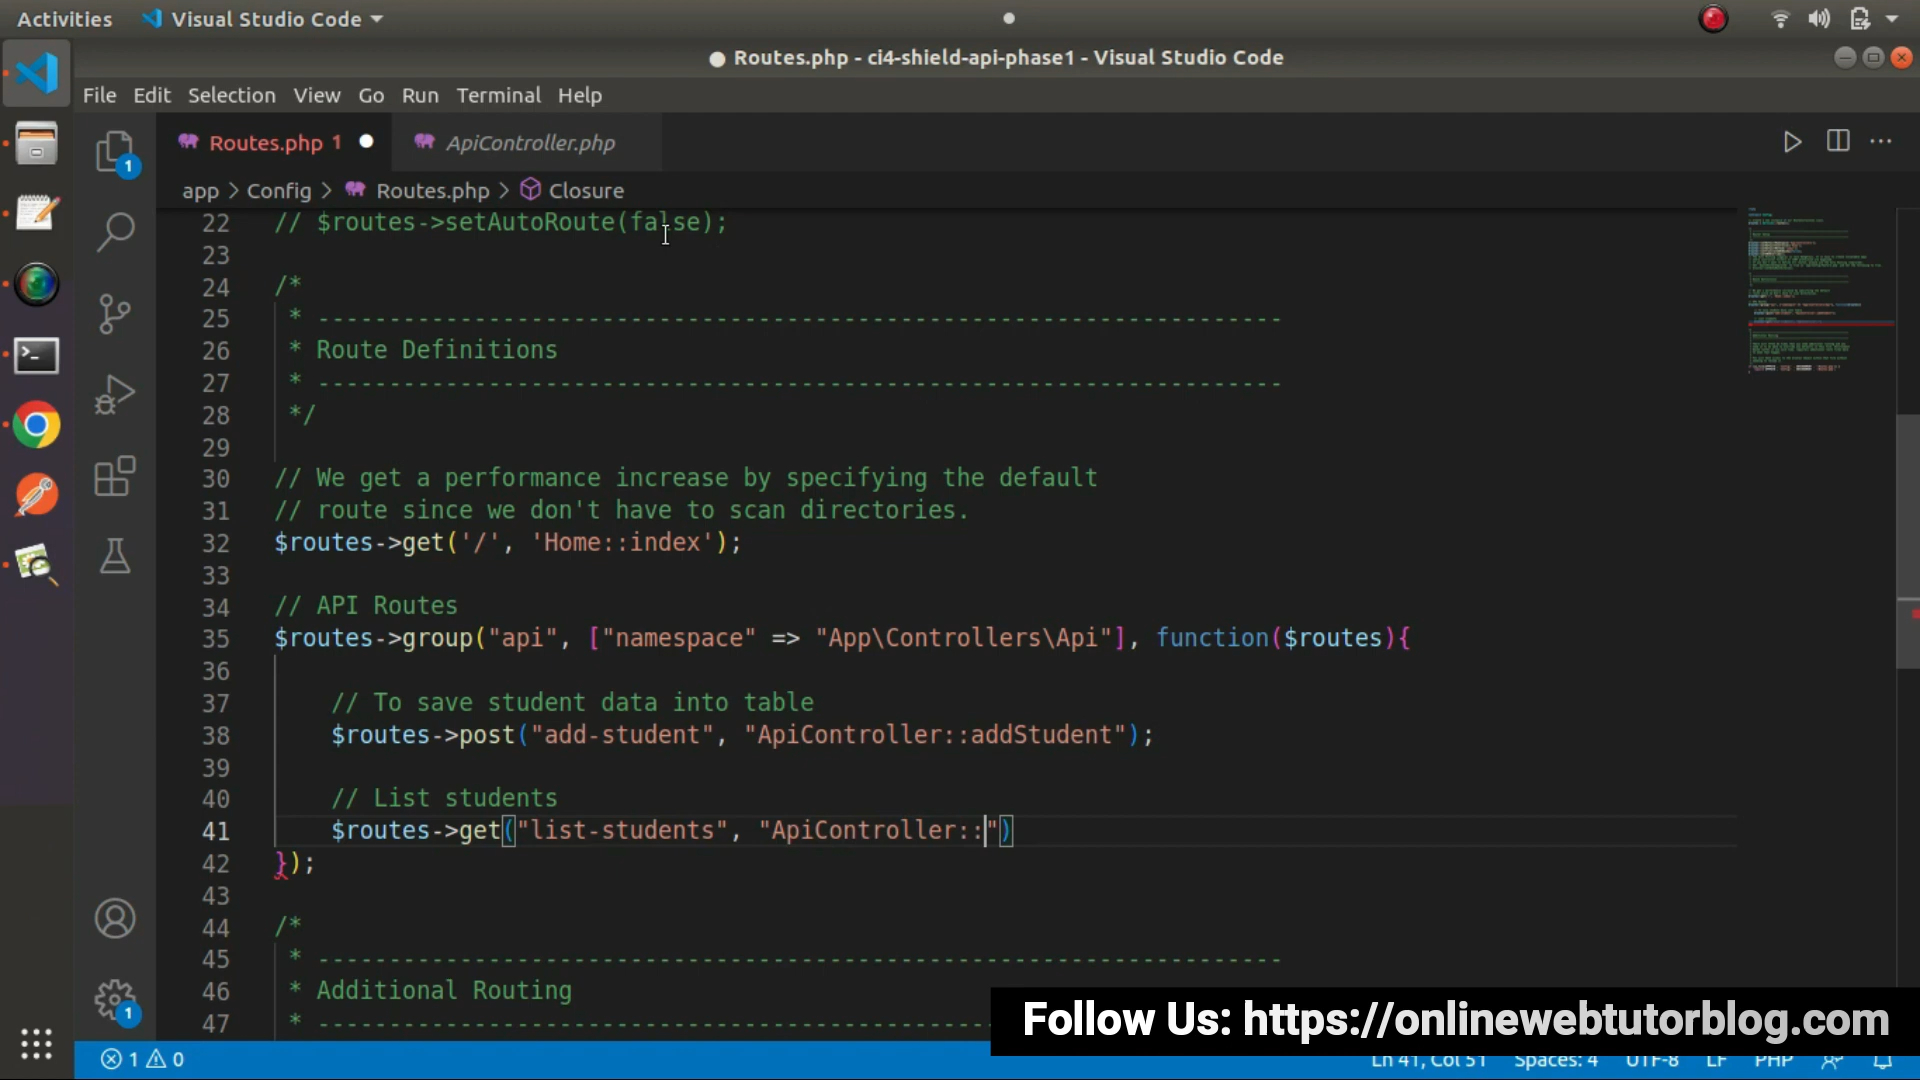 Activities
Visual Studio Code
Routes.php - ci4-shield-api-phase1 - Visual Studio Code
File Edit Selection View Go Run Terminal Help
1
Routes.php 1
ApiController.php
app > Config > Routes.php > Closure
22 // $routes->setAutoRoute(false);
23
24 /*
25 * --------------------------------------------------------------------
26 * Route Definitions
27 * --------------------------------------------------------------------
28 */
29
30 // We get a performance increase by specifying the default
31 // route since we don't have to scan directories.
32 $routes->get('/', 'Home::index');
33
34 // API Routes
35 $routes->group("api", ["namespace" => "App\Controllers\Api"], function($routes){
36
37 // To save student data into table
38 $routes->post("add-student", "ApiController::addStudent");
39
40 // List students
41 $routes->get("list-students", "ApiController::")
42 });
43
44 /*
45 * --------------------------------------------------------------------
46 * Additional Routing
47 * --------------------------------------------------------------------
1
Follow Us: https://onlinewebtutorblog.com
1 0
Ln 41, Col 51 Spaces: 4 UTF-8 LF PHP